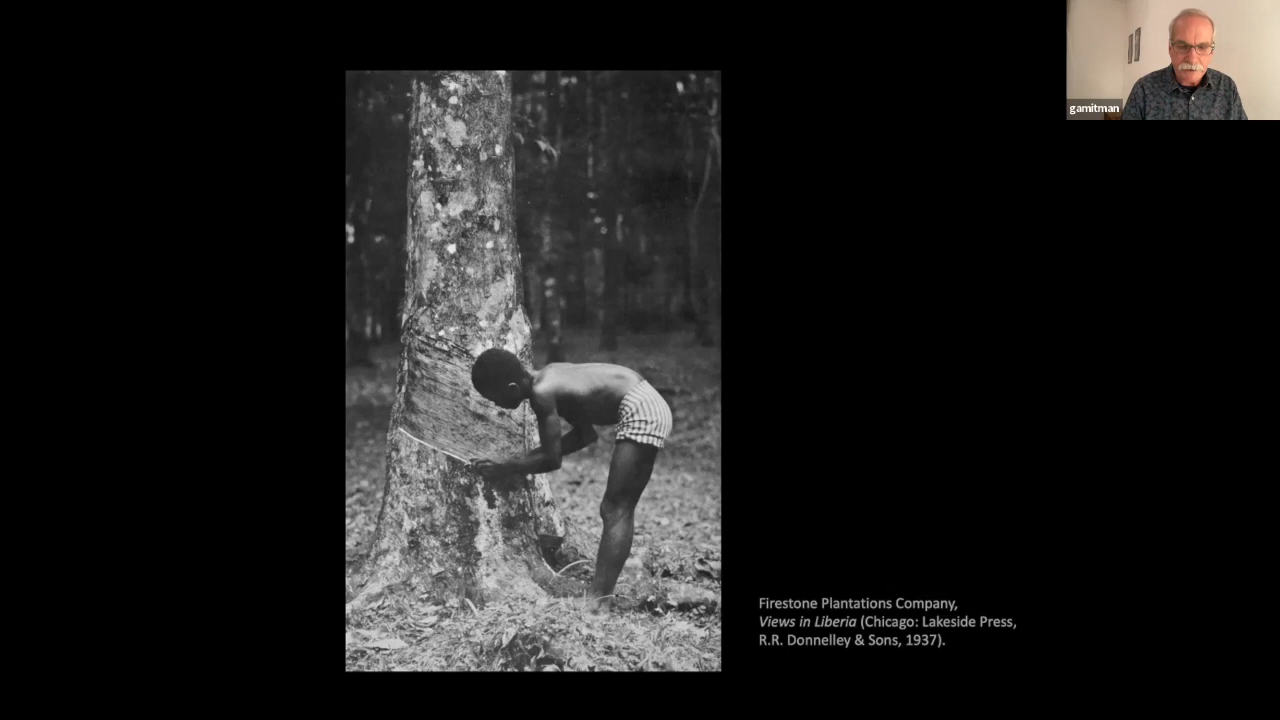 gamitman
Firestone Plantations Company,
Views in Liberia (Chicago: Lakeside Press,
R.R. Donnelley & Sons, 1937).